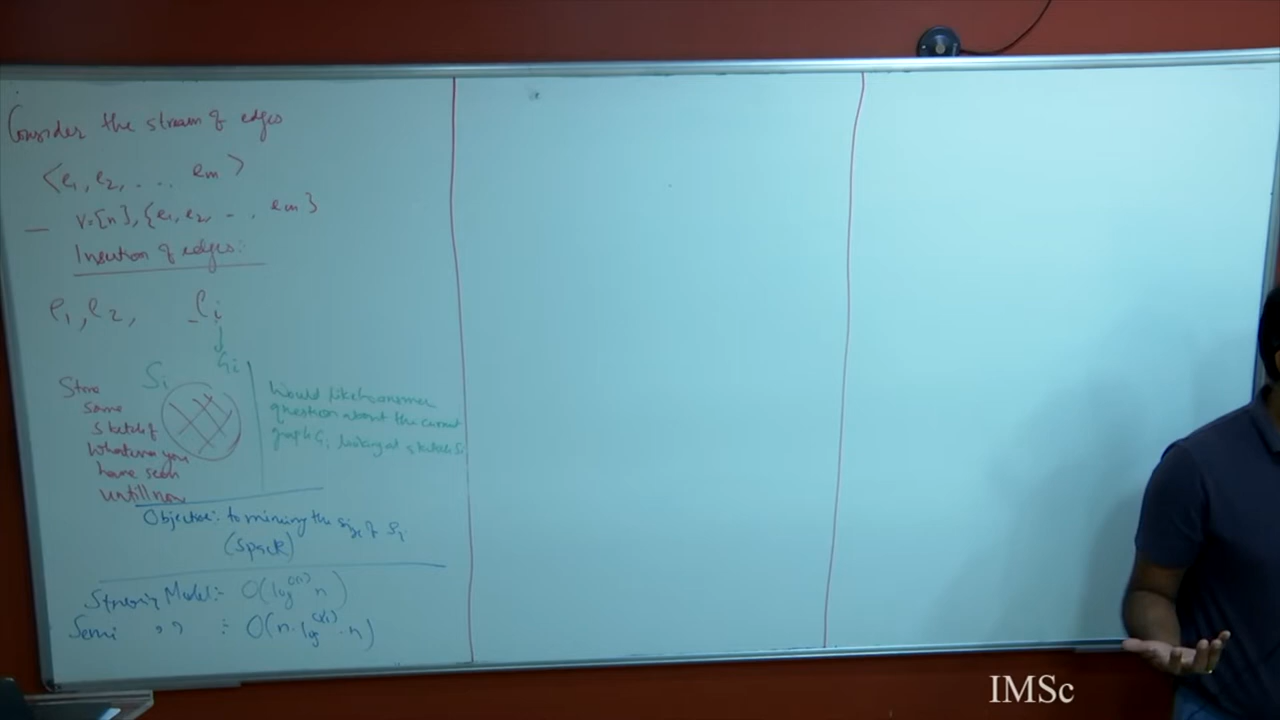 Consider the stream of edges
<e1, e2, ... em>
— V=[n], {e1, e2, - . , em}
Insertion of edges:
e1, e2, ei
Gi
Si
Store
some
sketch of
whatever you
have seen
untill now
Would like to answer
question about the current
graph Gi looking at sketch Si
Objective: to the size of Si
(space)
Streaming Model:- O(log^O(1) n)
Semi " " : O(n·log^O(1)·n)
IMSc